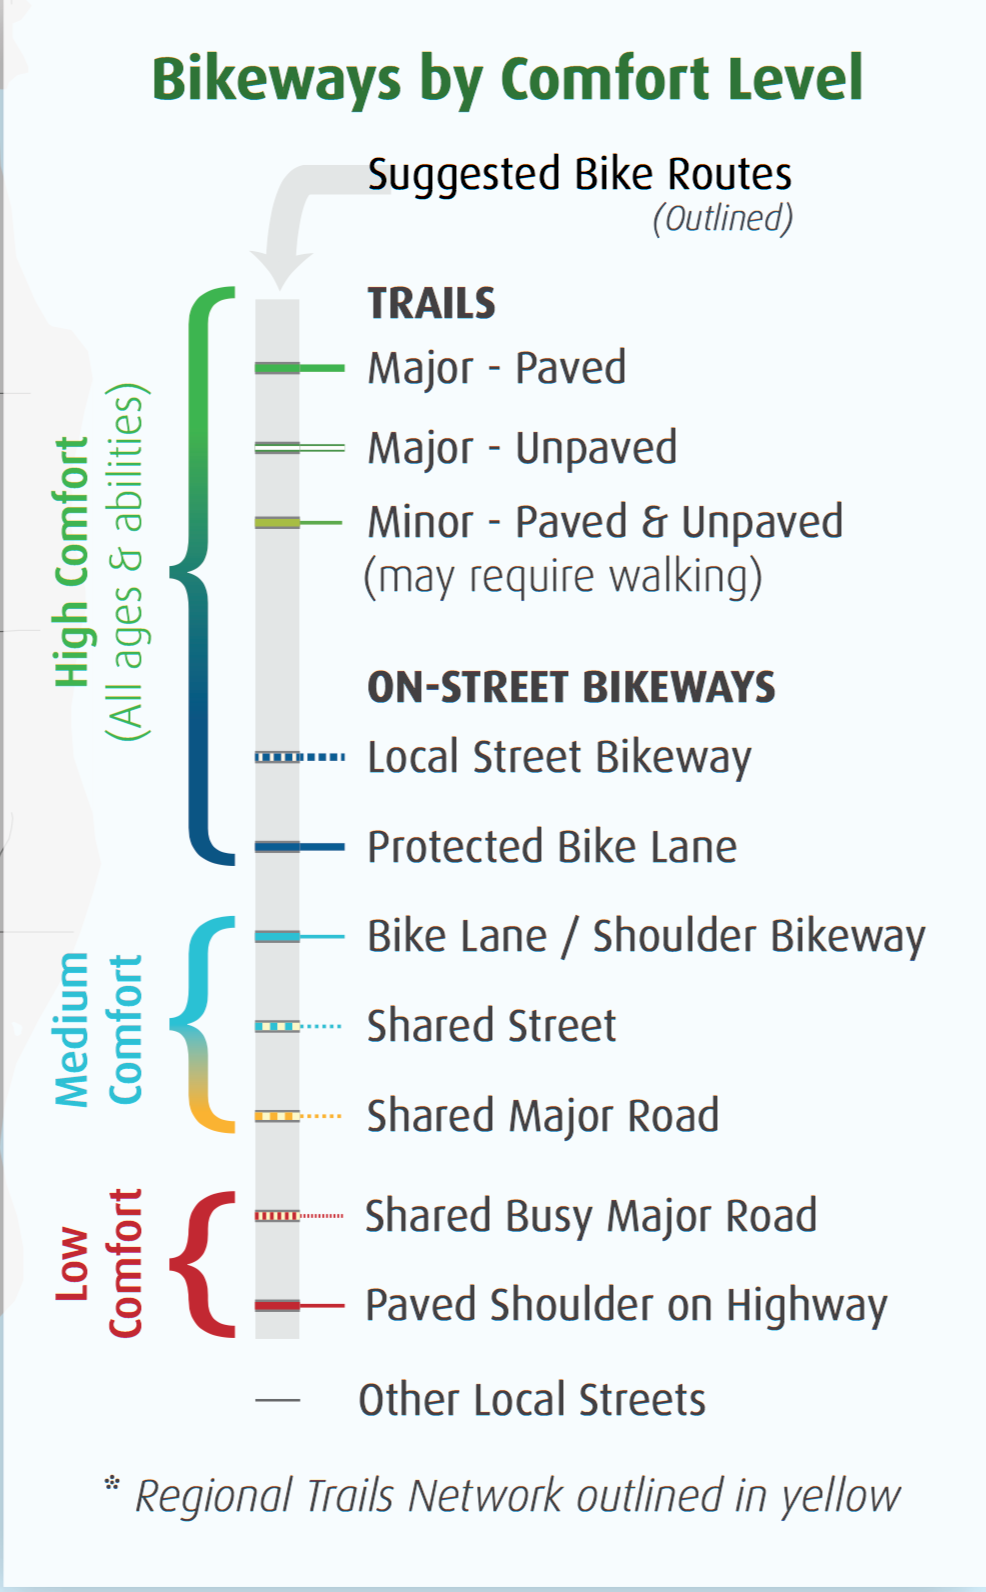 Bikeways by Comfort Level
Suggested Bike Routes
(Outlined)
High Comfort
(All ages & abilities)
TRAILS
Major - Paved
Major - Unpaved
Minor - Paved & Unpaved
(may require walking)
ON-STREET BIKEWAYS
Local Street Bikeway
Protected Bike Lane
Medium
Comfort
Bike Lane / Shoulder Bikeway
Shared Street
Shared Major Road
Low
Comfort
Shared Busy Major Road
Paved Shoulder on Highway
Other Local Streets
* Regional Trails Network outlined in yellow